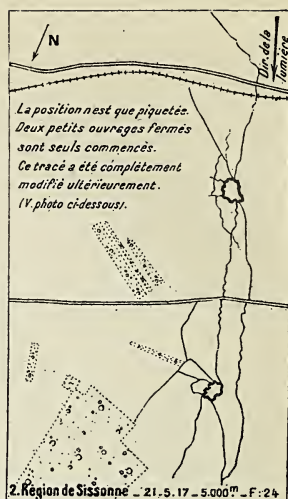 N
Dir. de la
lumière
La position n'est que piquetée.
Deux petits ouvrages fermés
sont seuls commencés.
Ce tracé a été complètement
modifié ultérieurement.
(V. photo ci-dessous).
2. Région de Sissonne _ 21.5.17 _ 5.000m _ F: 24